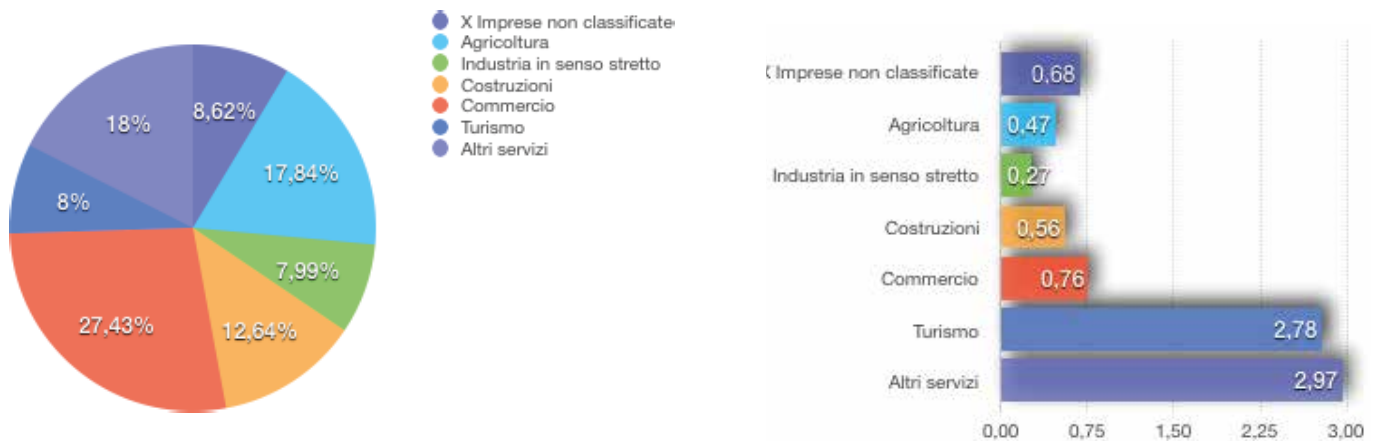 X Imprese non classificate
Agricoltura
Industria in senso stretto
Costruzioni
Commercio
Turismo
Altri servizi
8,62%
17,84%
7,99%
12,64%
27,43%
8%
18%
X Imprese non classificate 0,68
Agricoltura 0,47
Industria in senso stretto 0,27
Costruzioni 0,56
Commercio 0,76
Turismo 2,78
Altri servizi 2,97
0,00 0,75 1,50 2,25 3,00